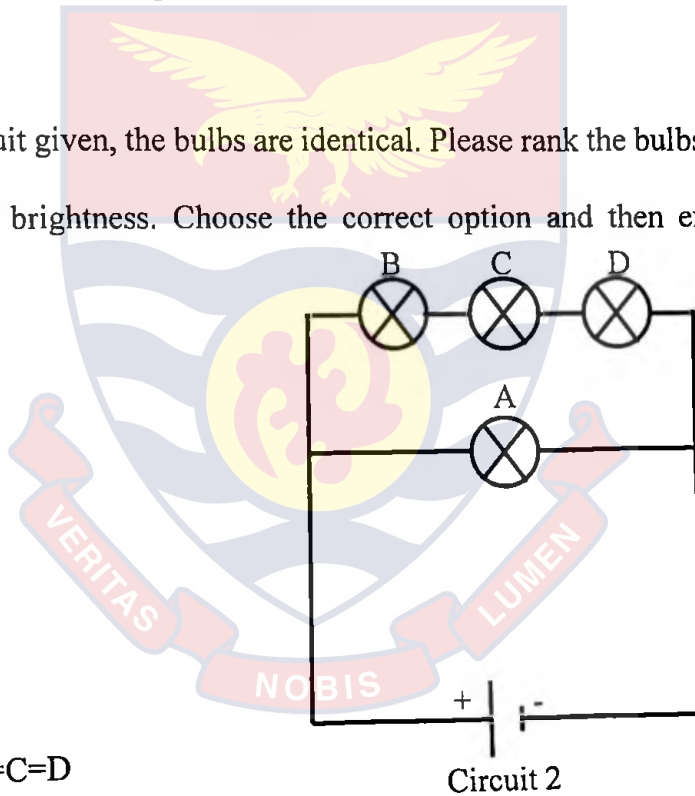 uit given, the bulbs are identical. Please rank the bulbs
brightness. Choose the correct option and then e
B C D
A
VERITAS
NOBIS
LUMEN
+ -
=C=D
Circuit 2